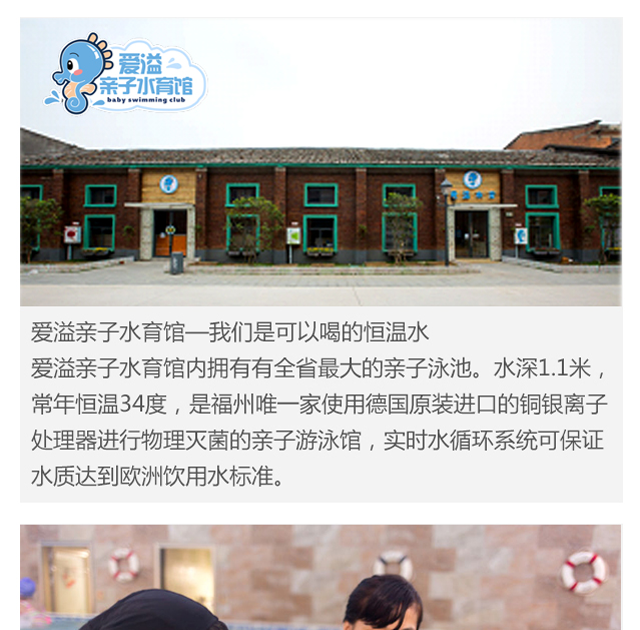 爱溢
亲子水育馆
baby swimming club
爱溢亲子水育馆—我们是可以喝的恒温水
爱溢亲子水育馆内拥有有全省最大的亲子泳池。水深1.1米，
常年恒温34度，是福州唯一家使用德国原装进口的铜银离子
处理器进行物理灭菌的亲子游泳馆，实时水循环系统可保证
水质达到欧洲饮用水标准。